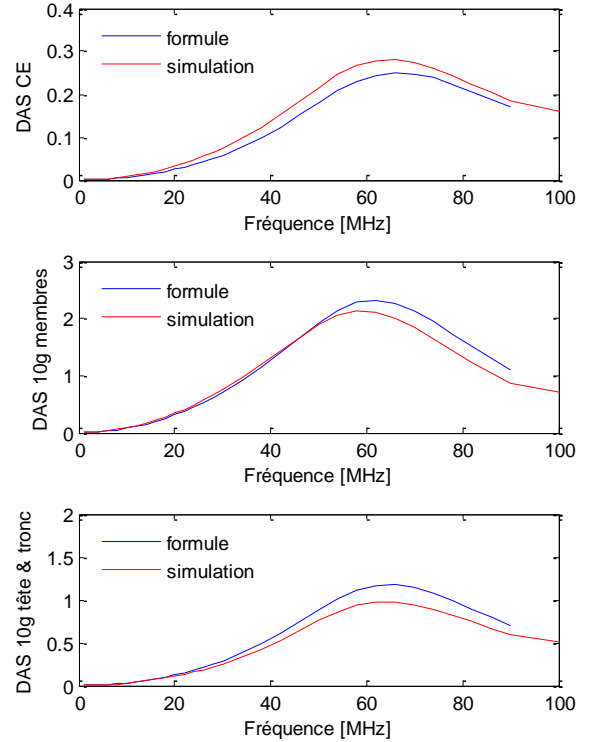 0.4
0.3
0.2
0.1
0
DAS CE
formule
simulation
0 20 40 60 80 100
Fréquence [MHz]
3
2
1
0
DAS 10g membres
formule
simulation
0 20 40 60 80 100
Fréquence [MHz]
2
1.5
1
0.5
0
DAS 10g tête & tronc
formule
simulation
0 20 40 60 80 100
Fréquence [MHz]